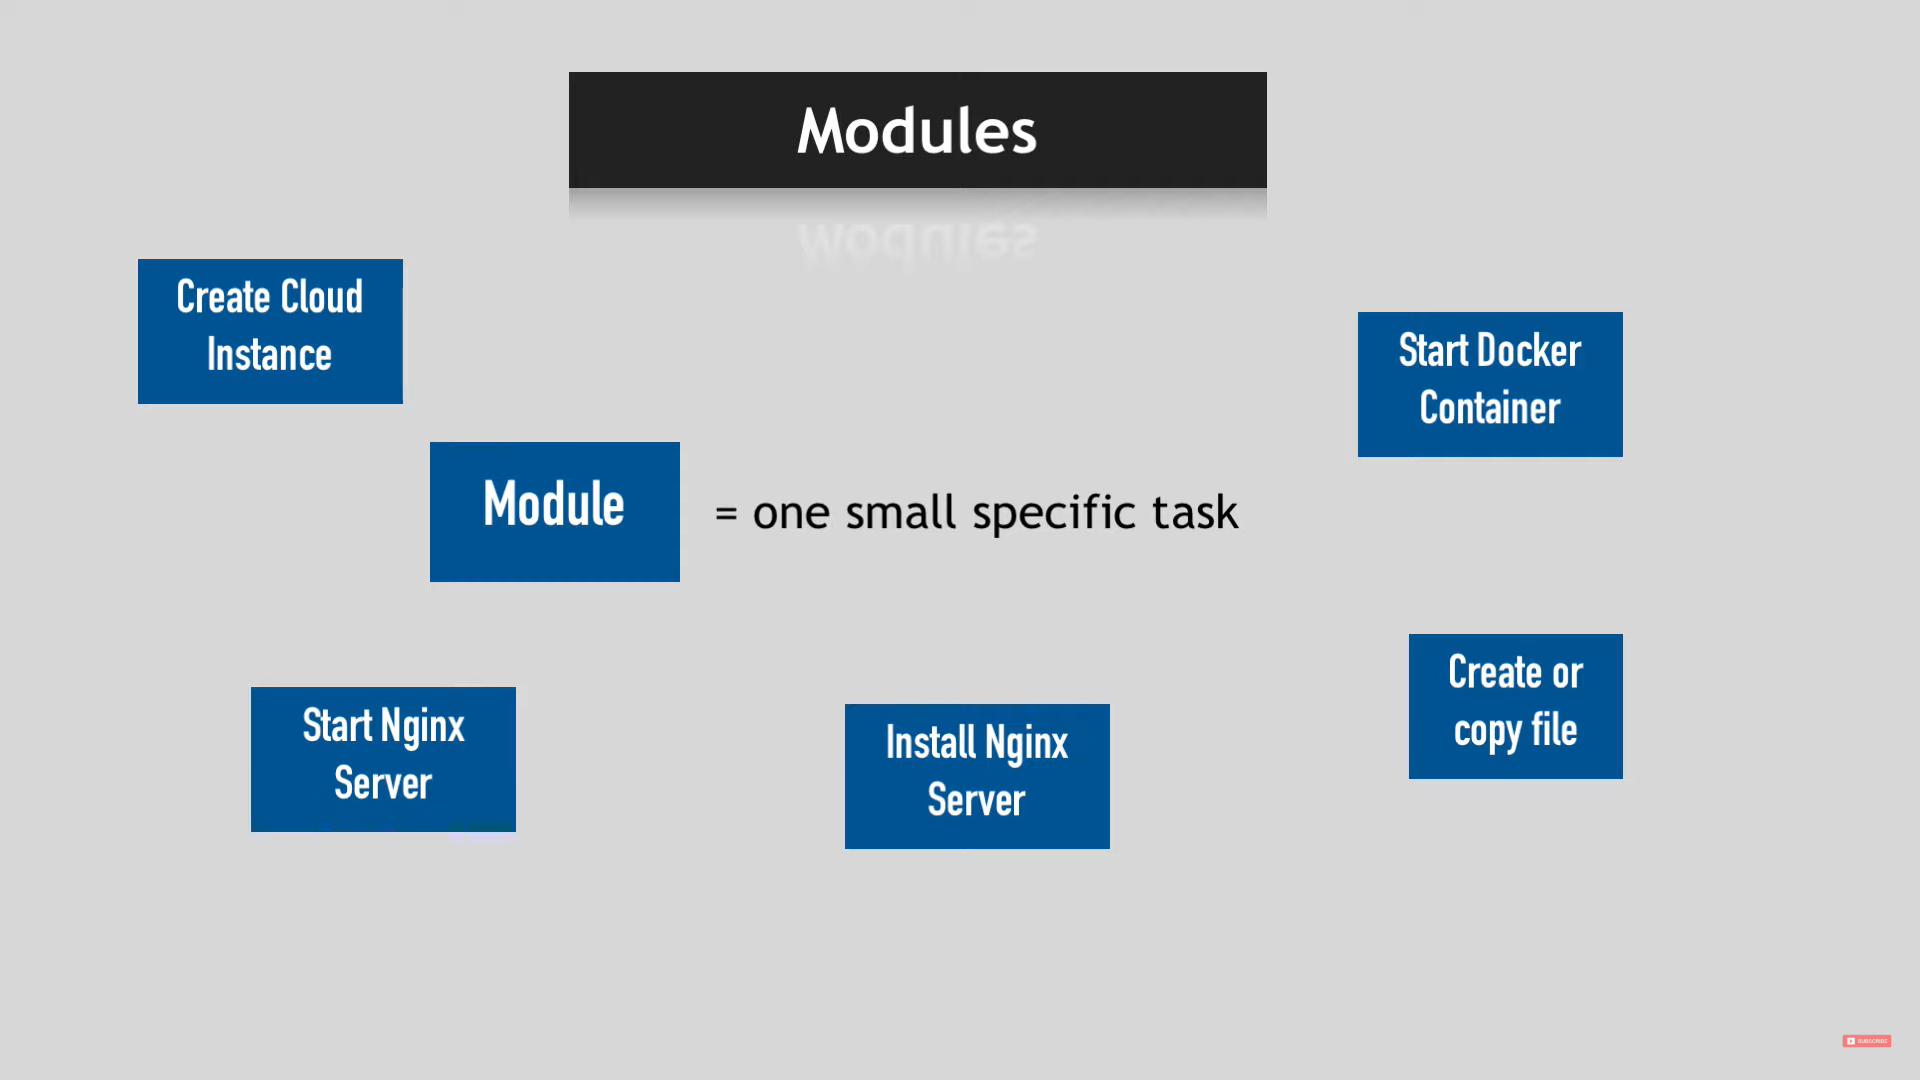 Modules
Create Cloud
Instance
Start Docker
Container
Module
= one small specific task
Create or
copy file
Start Nginx
Server
Install Nginx
Server
SUBSCRIBE